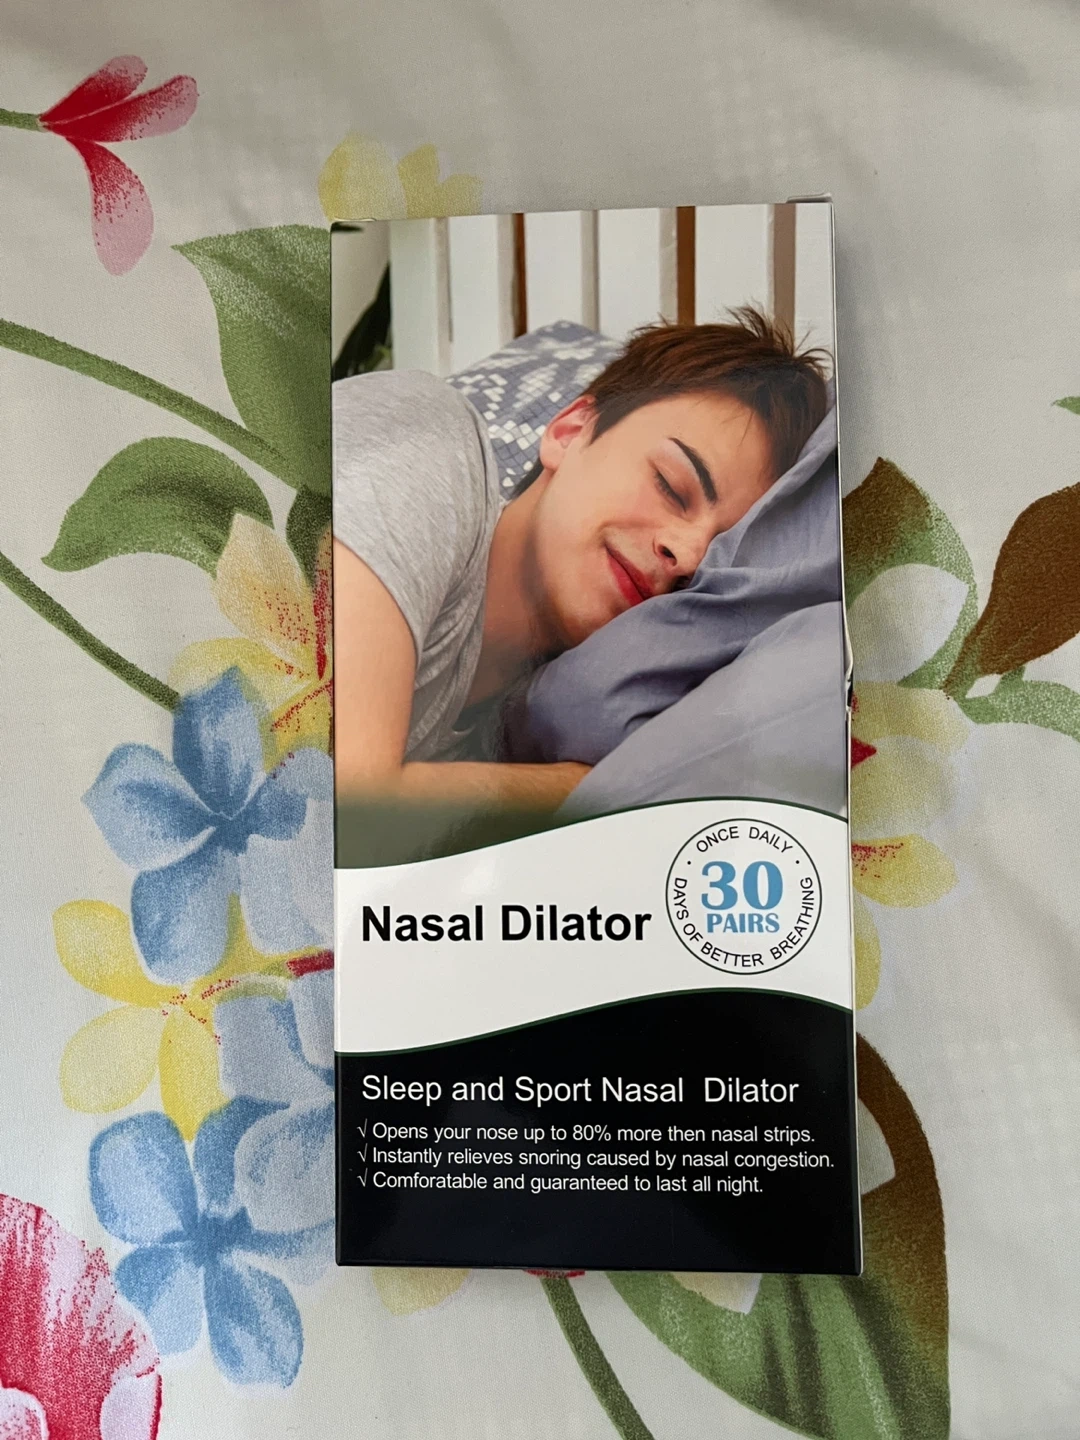 Nasal Dilator
ONCE DAILY
30
PAIRS
DAYS OF BETTER BREATHING
Sleep and Sport Nasal Dilator
√ Opens your nose up to 80% more then nasal strips.
√ Instantly relieves snoring caused by nasal congestion.
√ Comforatable and guaranteed to last all night.